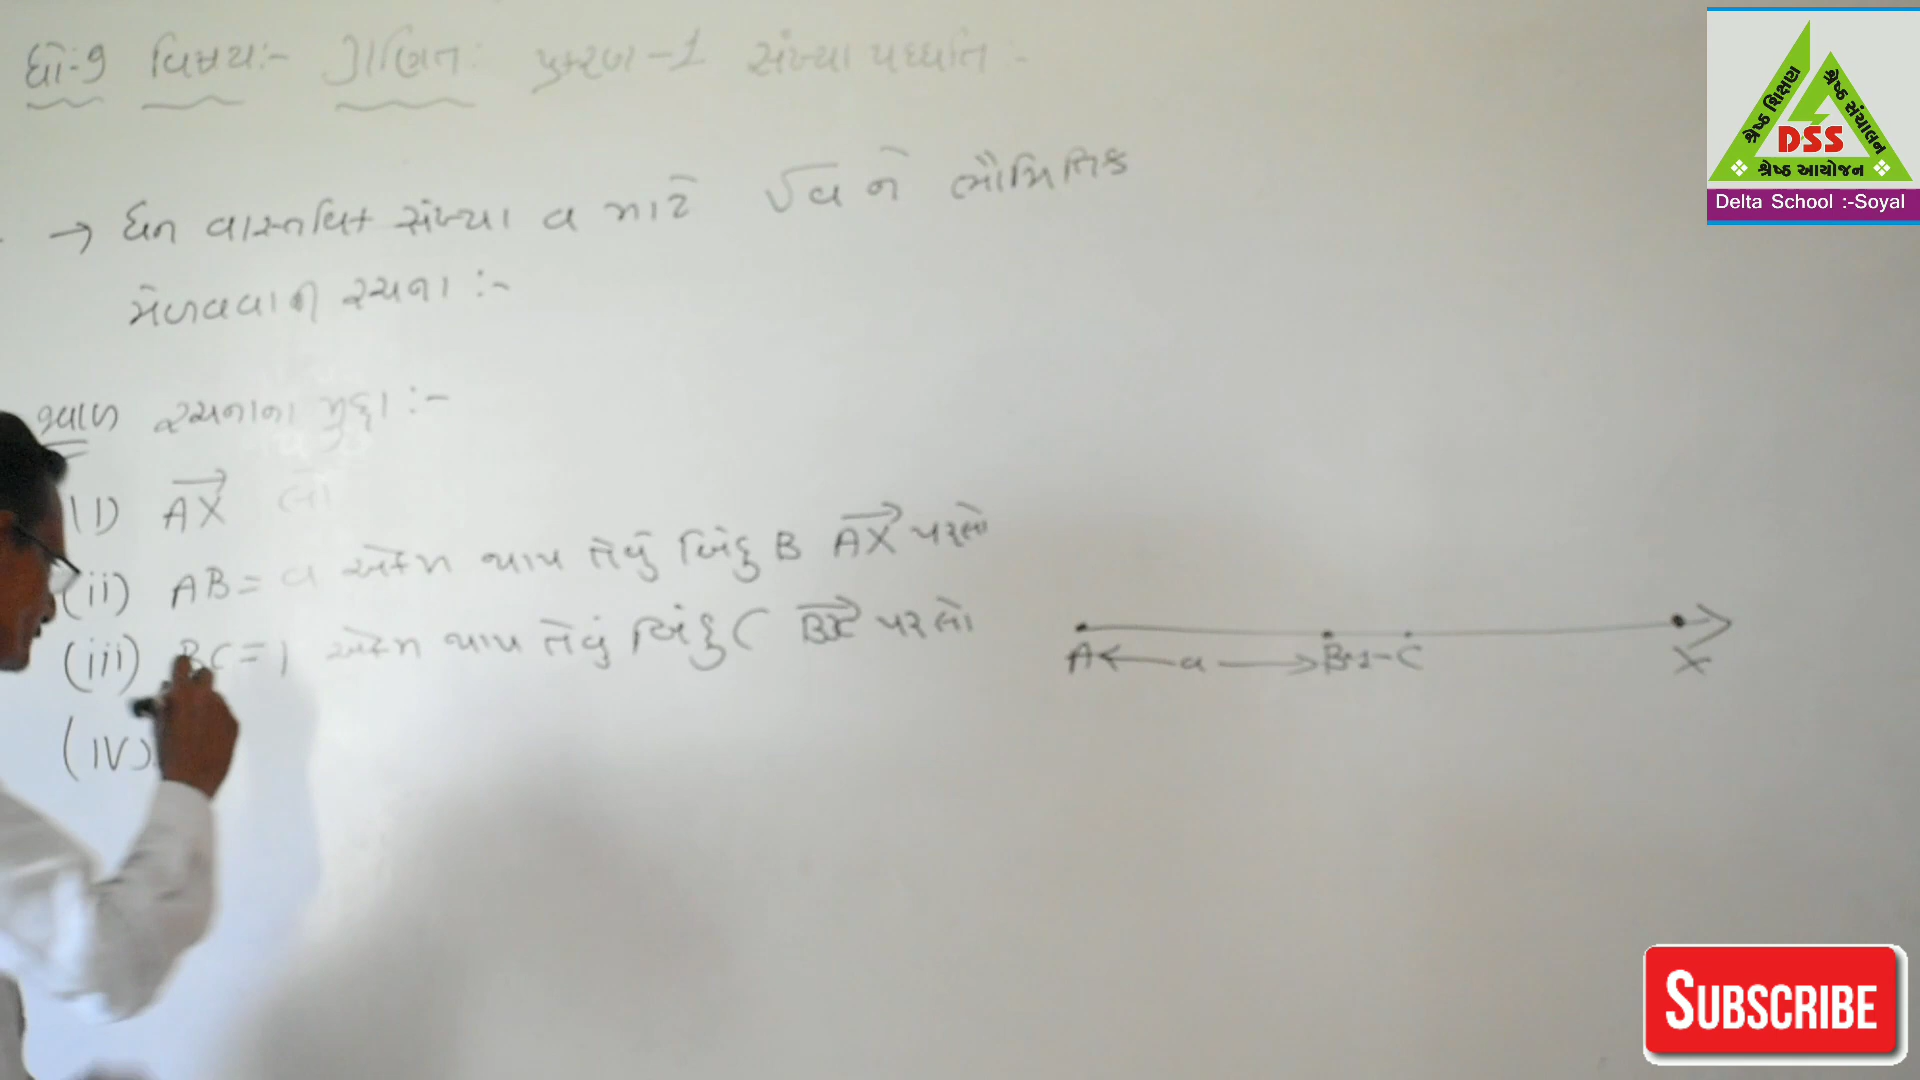 ધો-9 વિષય:- ગણિત: પ્રકરણ-1 સંખ્યા પધ્ધતિ:-
→ ધન વાસ્તવિક સંખ્યા a માટે √a ને ભૌમિતિક
મેળવવાની રચના :-
રચનાના મુદ્દા :-
(i) AX લો
(ii) AB = a એકમ થાય તેવું બિંદુ B AX પર લો
(iii) BC = 1 એકમ થાય તેવું બિંદુ C BX પર લો
(iv)
A a B 1 C X
શ્રેષ્ઠ શિક્ષણ
શ્રેષ્ઠ સંચાલન
DSS
શ્રેષ્ઠ આયોજન
Delta School :-Soyal
SUBSCRIBE